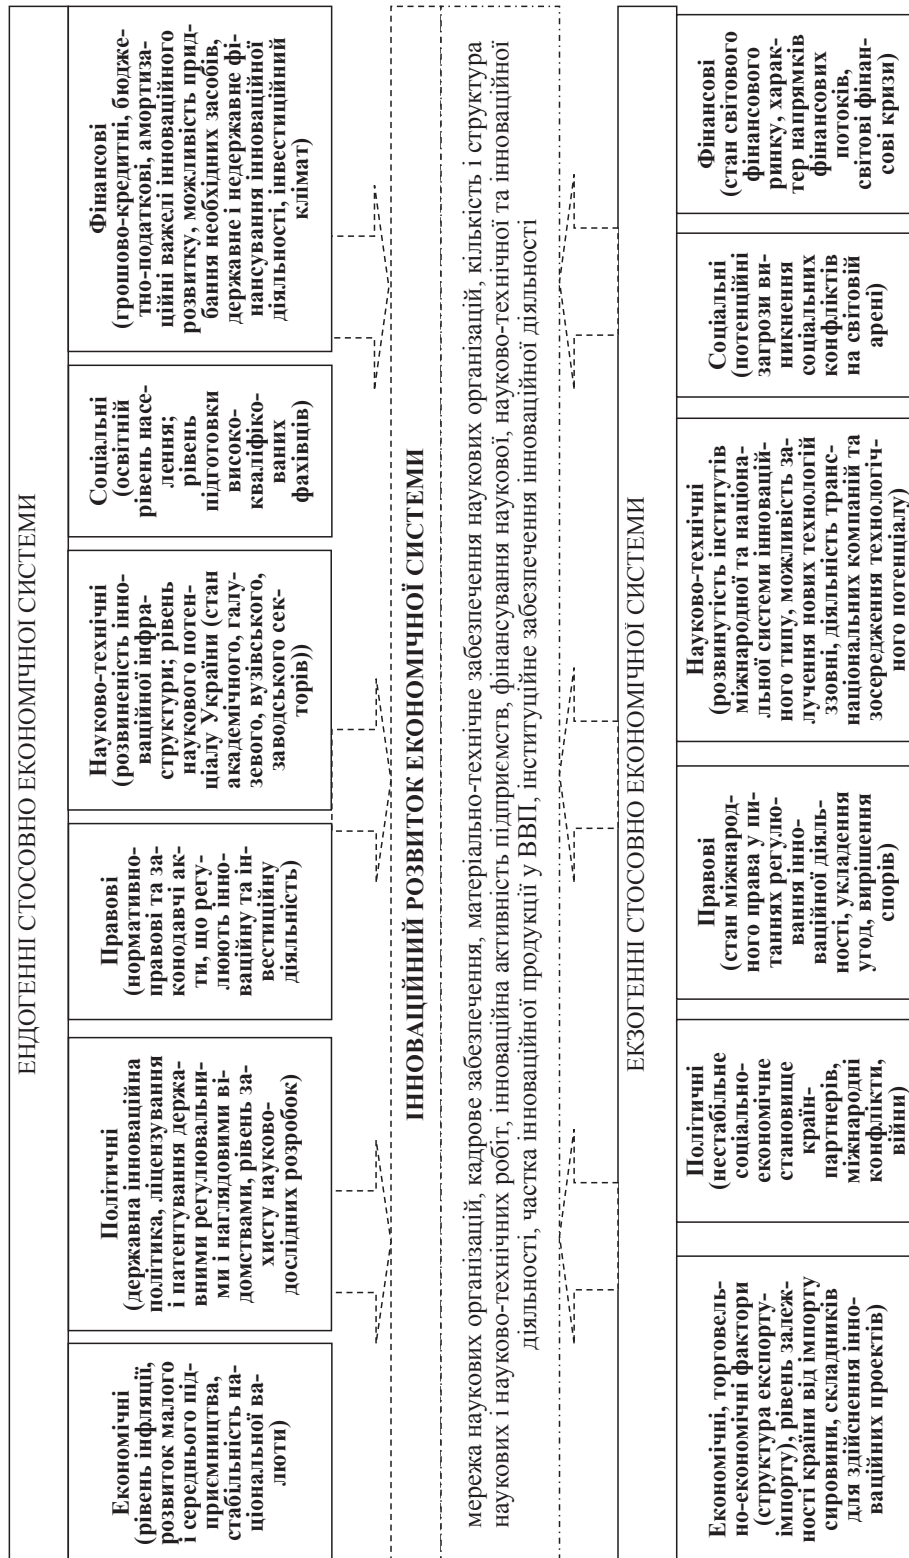 ЕНДОГЕННІ СТОСОВНО ЕКОНОМІЧНОЇ СИСТЕМИ
Економічні
(рівень інфляції,
розвиток малого
і середнього під-
приємництва,
стабільність на-
ціональної ва-
люти)
Політичні
(державна інноваційна
політика, ліцензування
і патентування держа-
вними регулювальни-
ми і наглядовими ві-
домствами, рівень за-
хисту науково-
дослідних розробок)
Правові
(нормативно-
правові та за-
конодавчі ак-
ти, що регу-
люють інно-
ваційну та ін-
вестиційну
діяльність)
Науково-технічні
(розвиненість інно-
ваційної інфра-
структури; рівень
наукового потен-
ціалу України (стан
академічного, галу-
зевого, вузівського,
заводського сек-
торів))
Соціальні
(освітній
рівень насе-
лення;
рівень
підготовки
високо-
кваліфіко-
ваних
фахівців)
Фінансові
(грошово-кредитні, бюдже-
тно-податкові, амортиза-
ційні важелі інноваційного
розвитку, можливість прид-
бання необхідних засобів,
державне і недержавне фі-
нансування інноваційної
діяльності, інвестиційний
клімат)
ІННОВАЦІЙНИЙ РОЗВИТОК ЕКОНОМІЧНОЇ СИСТЕМИ
мережа наукових організацій, кадрове забезпечення, матеріально-технічне забезпечення наукових організацій, кількість і структура
наукових і науково-технічних робіт, інноваційна активність підприємств, фінансування наукової, науково-технічної та інноваційної
діяльності, частка інноваційної продукції у ВВП, інституційне забезпечення інноваційної діяльності
ЕКЗОГЕННІ СТОСОВНО ЕКОНОМІЧНОЇ СИСТЕМИ
Економічні, торговель-
но-економічні фактори
(структура експорту-
імпорту), рівень залеж-
ності країни від імпорту
сировини, складників
для здійснення інно-
ваційних проектів)
Політичні
(нестабільне
соціально-
економічне
становище
країн-
партнерів,
міжнародні
конфлікти,
війни)
Правові
(стан міжнарод-
ного права у пи-
таннях регулю-
вання інно-
ваційної діяль-
ності, укладення
угод, вирішення
спорів)
Науково-технічні
(розвинутість інститутів
міжнародної та націона-
льної системи інновацій-
ного типу, можливість за-
лучення нових технологій
ззовні, діяльність транс-
національних компаній та
зосередження технологіч-
ного потенціалу)
Соціальні
(потенційні
загрози ви-
никнення
соціальних
конфліктів
на світовій
арені)
Фінансові
(стан світового
фінансового
ринку, харак-
тер напрямків
фінансових
потоків,
світові фінан-
сові кризи)